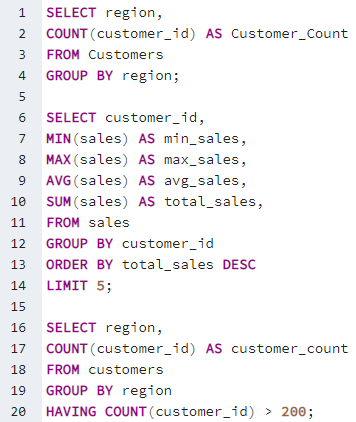 1 SELECT region,
2 COUNT(customer_id) AS Customer_Count
3 FROM Customers
4 GROUP BY region;
5
6 SELECT customer_id,
7 MIN(sales) AS min_sales,
8 MAX(sales) AS max_sales,
9 AVG(sales) AS avg_sales,
10 SUM(sales) AS total_sales,
11 FROM sales
12 GROUP BY customer_id
13 ORDER BY total_sales DESC
14 LIMIT 5;
15
16 SELECT region,
17 COUNT(customer_id) AS customer_count
18 FROM customers
19 GROUP BY region
20 HAVING COUNT(customer_id) > 200;